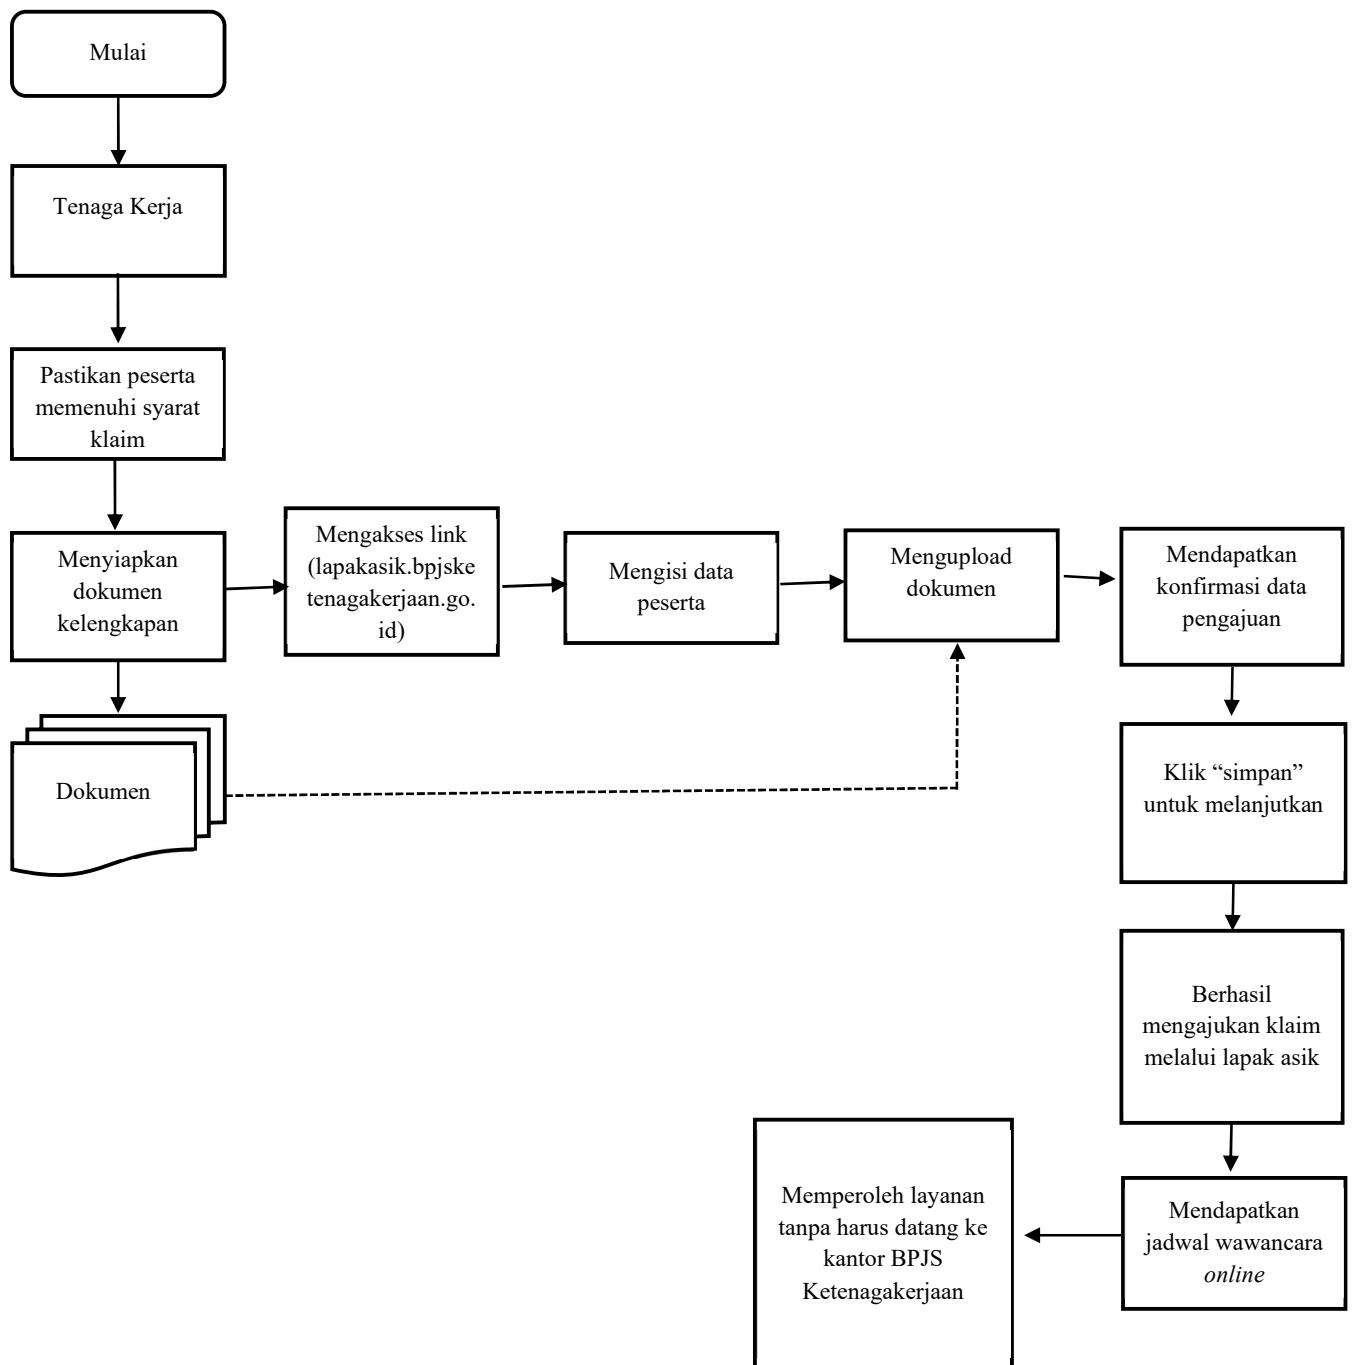 Mulai
Tenaga Kerja
Pastikan peserta
memenuhi syarat
klaim
Menyiapkan
dokumen
kelengkapan
Mengakses link
(lapakasik.bpjske
tenagakerjaan.go.
id)
Mengisi data
peserta
Mengupload
dokumen
Mendapatkan
konfirmasi data
pengajuan
Dokumen
Klik “simpan”
untuk melanjutkan
Berhasil
mengajukan klaim
melalui lapak asik
Mendapatkan
jadwal wawancara
online
Memperoleh layanan
tanpa harus datang ke
kantor BPJS
Ketenagakerjaan